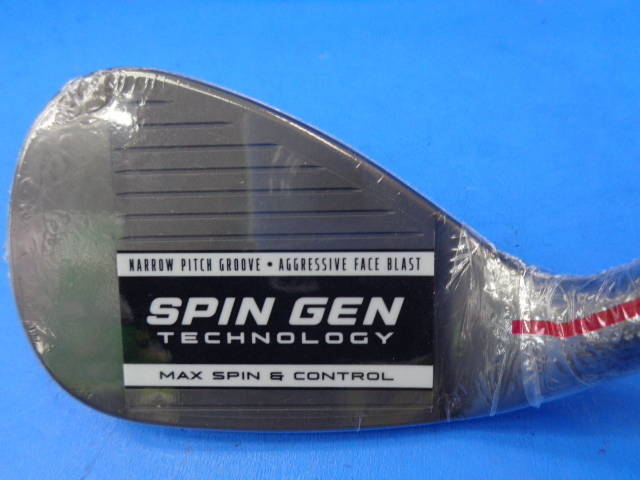 NARROW PITCH GROOVE • AGGRESSIVE FACE BLAST
SPIN GEN
TECHNOLOGY
MAX SPIN & CONTROL